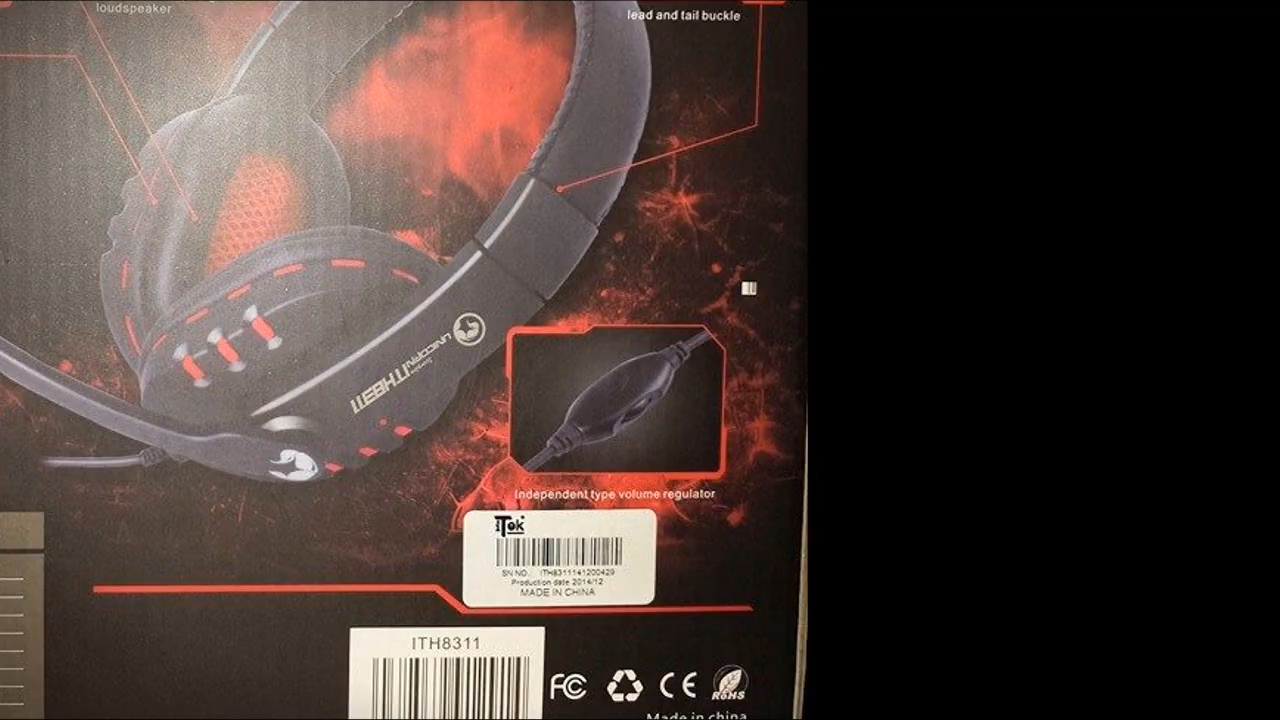 loudspeaker
lead and tail buckle
UNICORN
ITH8311
Independent type volume regulator
Tok
SN NO. ITH8311141200429
Production date 2014/12
MADE IN CHINA
ITH8311
FC CE
RoHS
Made in china